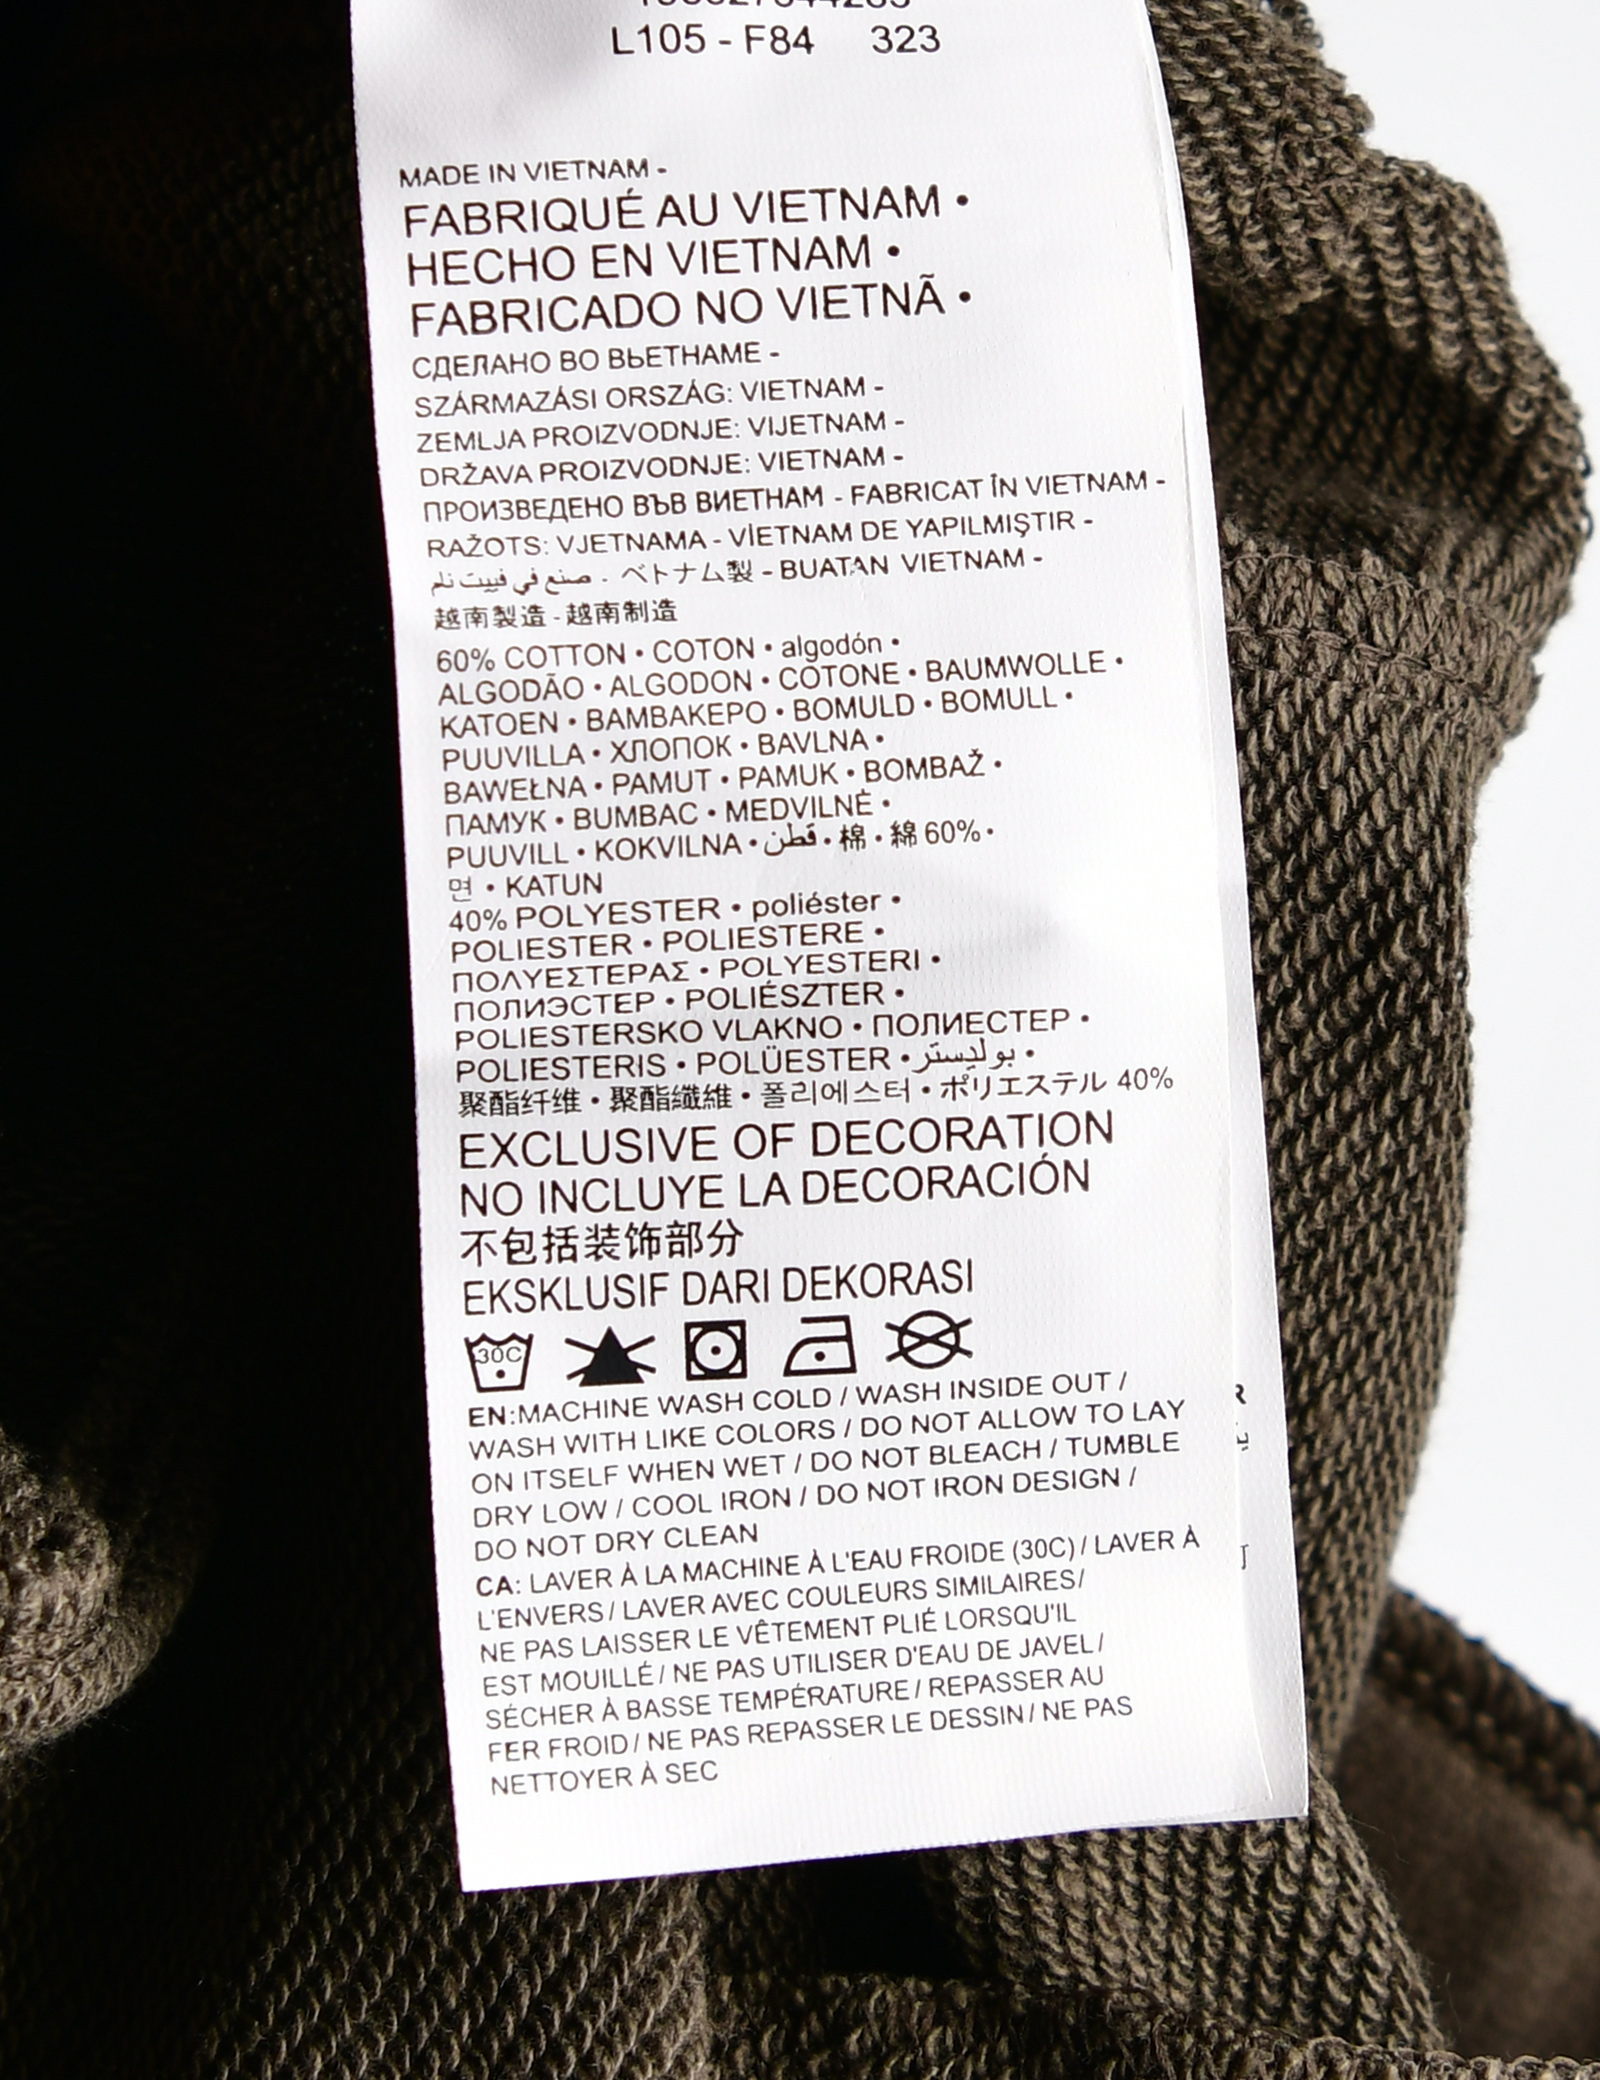 L105 - F84 323
MADE IN VIETNAM -
FABRIQUÉ AU VIETNAM •
HECHO EN VIETNAM •
FABRICADO NO VIETNÃ •
СДЕЛАНО ВО ВЬЕТНАМЕ -
SZÁRMAZÁSI ORSZÁG: VIETNAM -
ZEMLJA PROIZVODNJE: VIJETNAM -
DRŽAVA PROIZVODNJE: VIETNAM -
ПРОИЗВЕДЕНО ВЪВ ВИЕТНАМ - FABRICAT ÎN VIETNAM -
RAŽOTS: VJETNAMA - VİETNAM DE YAPILMIŞTIR -
صنع في فييت نام - ベトナム製 - BUATAN VIETNAM -
越南製造 - 越南制造
60% COTTON • COTON • algodón •
ALGODÃO • ALGODON • COTONE • BAUMWOLLE •
KATOEN • ΒΑΜΒΑΚΕΡΟ • BOMULD • BOMULL •
PUUVILLA • ХЛОПОК • BAVLNA •
BAWEŁNA • PAMUT • PAMUK • BOMBAŽ •
ПАМУК • BUMBAC • MEDVILNĖ •
PUUVILL • KOKVILNA • قطن • 棉 • 綿 60% •
면 • KATUN
40% POLYESTER • poliéster •
POLIESTER • POLIESTERE •
ΠΟΛΥΕΣΤΕΡΑΣ • POLYESTERI •
ПОЛИЭСТЕР • POLIÉSZTER •
POLIESTERSKO VLAKNO • ПОЛИЕСТЕР •
POLIESTERIS • POLÜESTER • بوليستر •
聚酯纤维 • 聚酯纖維 • 폴리에스터 • ポリエステル 40%
EXCLUSIVE OF DECORATION
NO INCLUYE LA DECORACIÓN
不包括装饰部分
EKSKLUSIF DARI DEKORASI
30C
EN:MACHINE WASH COLD / WASH INSIDE OUT /
WASH WITH LIKE COLORS / DO NOT ALLOW TO LAY
ON ITSELF WHEN WET / DO NOT BLEACH / TUMBLE
DRY LOW / COOL IRON / DO NOT IRON DESIGN /
DO NOT DRY CLEAN
CA: LAVER À LA MACHINE À L'EAU FROIDE (30C) / LAVER À
L'ENVERS / LAVER AVEC COULEURS SIMILAIRES/
NE PAS LAISSER LE VÊTEMENT PLIÉ LORSQU'IL
EST MOUILLÉ / NE PAS UTILISER D'EAU DE JAVEL /
SÉCHER À BASSE TEMPÉRATURE / REPASSER AU
FER FROID / NE PAS REPASSER LE DESSIN / NE PAS
NETTOYER À SEC